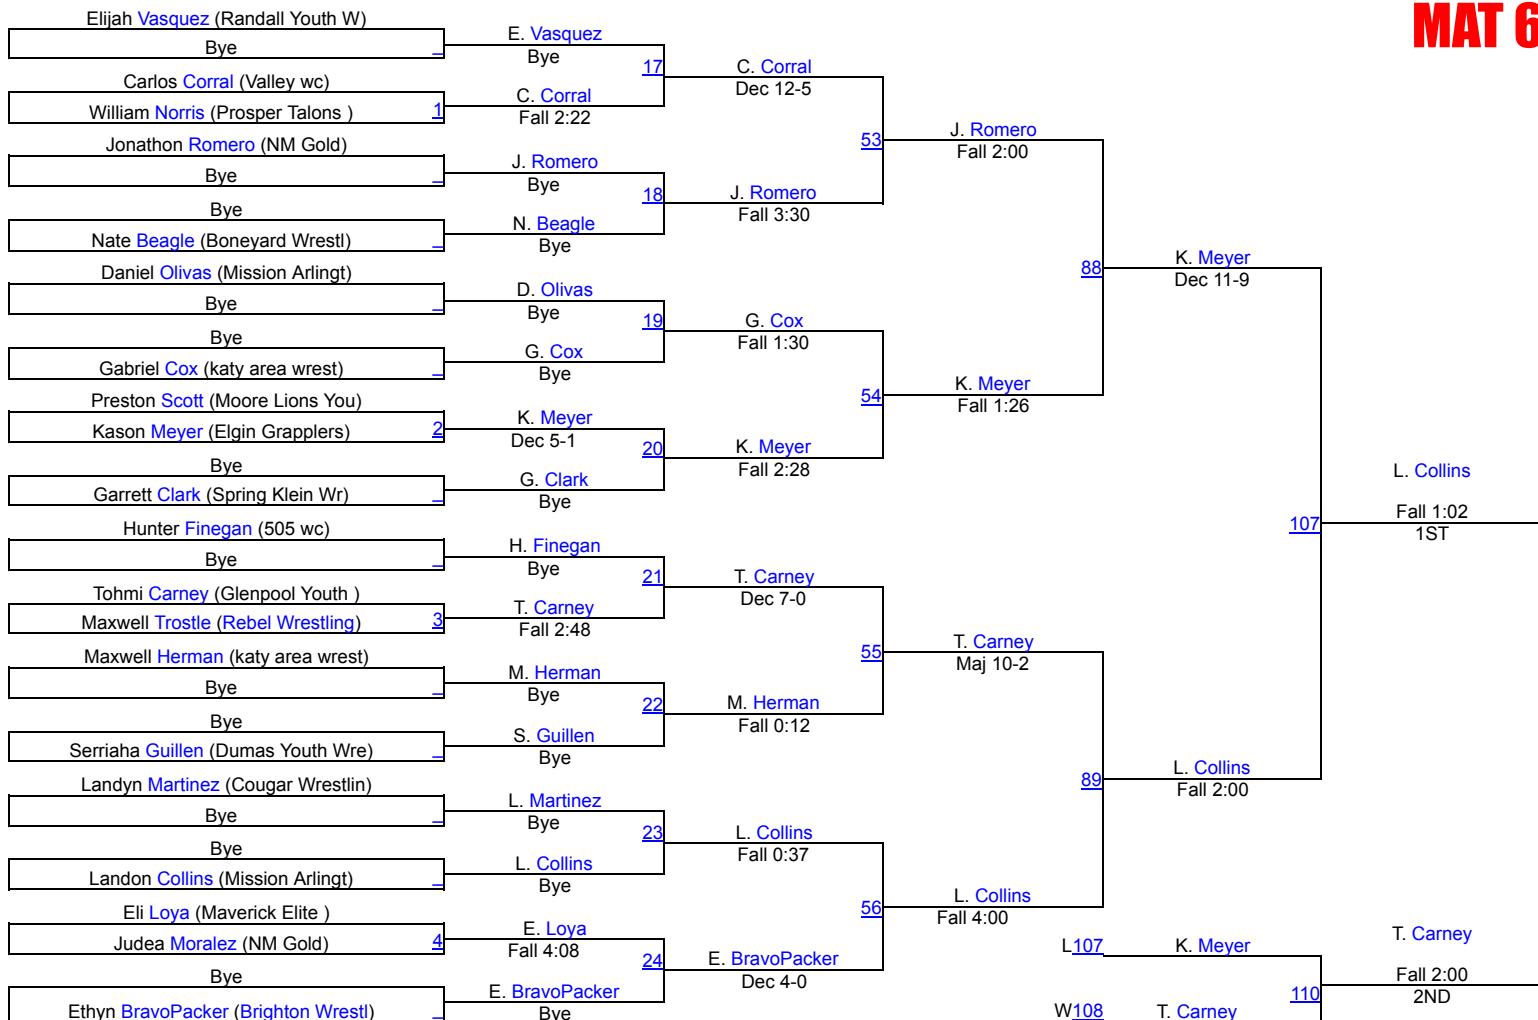 MAT 6
Elijah Vasquez (Randall Youth W)
Bye
_
Carlos Corral (Valley wc)
William Norris (Prosper Talons )
1
Jonathon Romero (NM Gold)
Bye
_
Bye
Nate Beagle (Boneyard Wrestl)
_
Daniel Olivas (Mission Arlingt)
Bye
_
Bye
Gabriel Cox (katy area wrest)
_
Preston Scott (Moore Lions You)
Kason Meyer (Elgin Grapplers)
2
Bye
Garrett Clark (Spring Klein Wr)
_
Hunter Finegan (505 wc)
Bye
_
Tohmi Carney (Glenpool Youth )
Maxwell Trostle (Rebel Wrestling)
3
Maxwell Herman (katy area wrest)
Bye
_
Bye
Serriaha Guillen (Dumas Youth Wre)
_
Landyn Martinez (Cougar Wrestlin)
Bye
_
Bye
Landon Collins (Mission Arlingt)
_
Eli Loya (Maverick Elite )
Judea Moralez (NM Gold)
4
Bye
Ethyn BravoPacker (Brighton Wrestl)
_
E. Vasquez
Bye
17
C. Corral
Fall 2:22
J. Romero
Bye
18
N. Beagle
Bye
D. Olivas
Bye
19
G. Cox
Bye
K. Meyer
Dec 5-1
20
G. Clark
Bye
H. Finegan
Bye
21
T. Carney
Fall 2:48
M. Herman
Bye
22
S. Guillen
Bye
L. Martinez
Bye
23
L. Collins
Bye
E. Loya
Fall 4:08
24
E. BravoPacker
Bye
C. Corral
Dec 12-5
53
J. Romero
Fall 3:30
G. Cox
Fall 1:30
54
K. Meyer
Fall 2:28
T. Carney
Dec 7-0
55
M. Herman
Fall 0:12
L. Collins
Fall 0:37
56
E. BravoPacker
Dec 4-0
J. Romero
Fall 2:00
88
K. Meyer
Fall 1:26
T. Carney
Maj 10-2
89
L. Collins
Fall 4:00
K. Meyer
Dec 11-9
107
L. Collins
Fall 2:00
L. Collins
Fall 1:02
1ST
L107
K. Meyer
110
W108
T. Carney
T. Carney
Fall 2:00
2ND